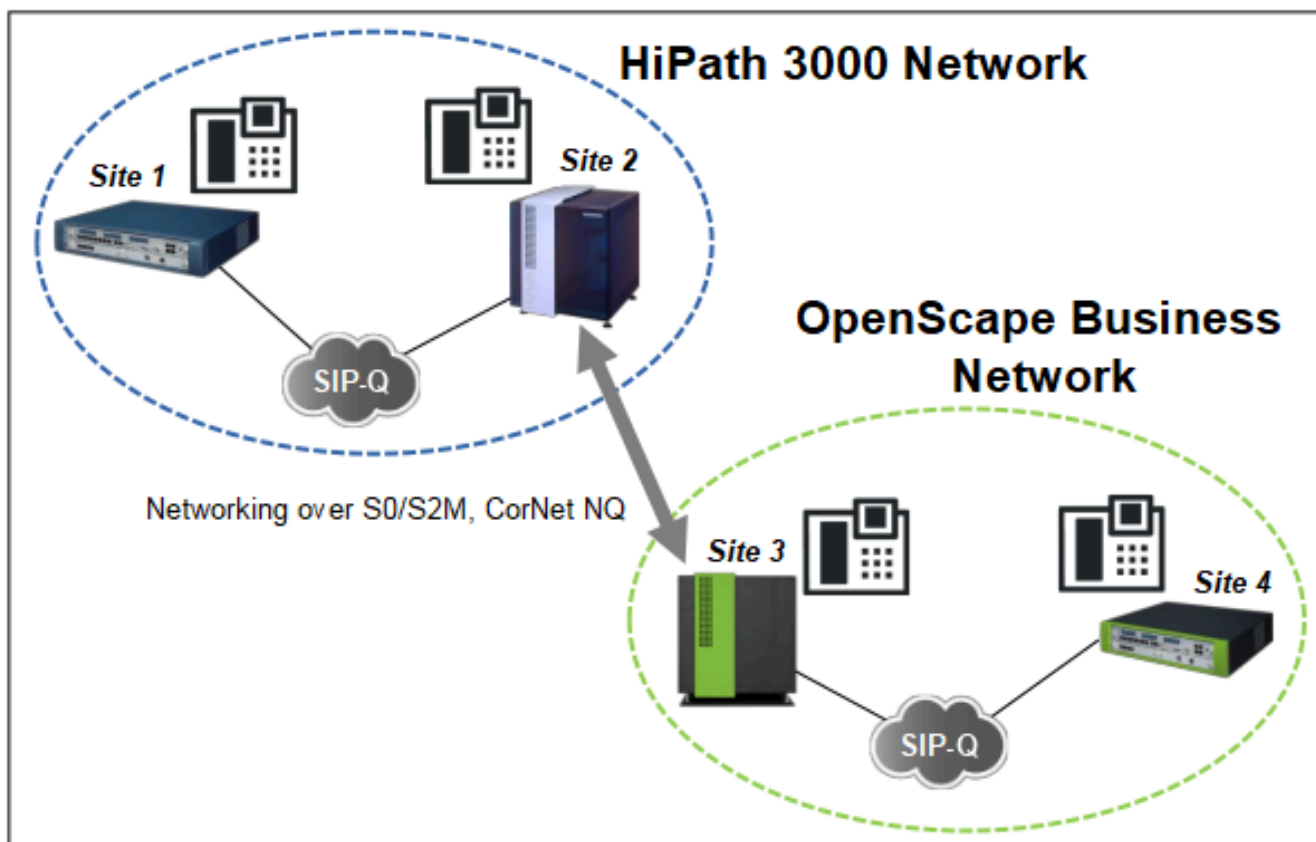 HiPath 3000 Network
Site 1
Site 2
SIP-Q
OpenScape Business
Network
Networking over S0/S2M, CorNet NQ
Site 3
Site 4
SIP-Q